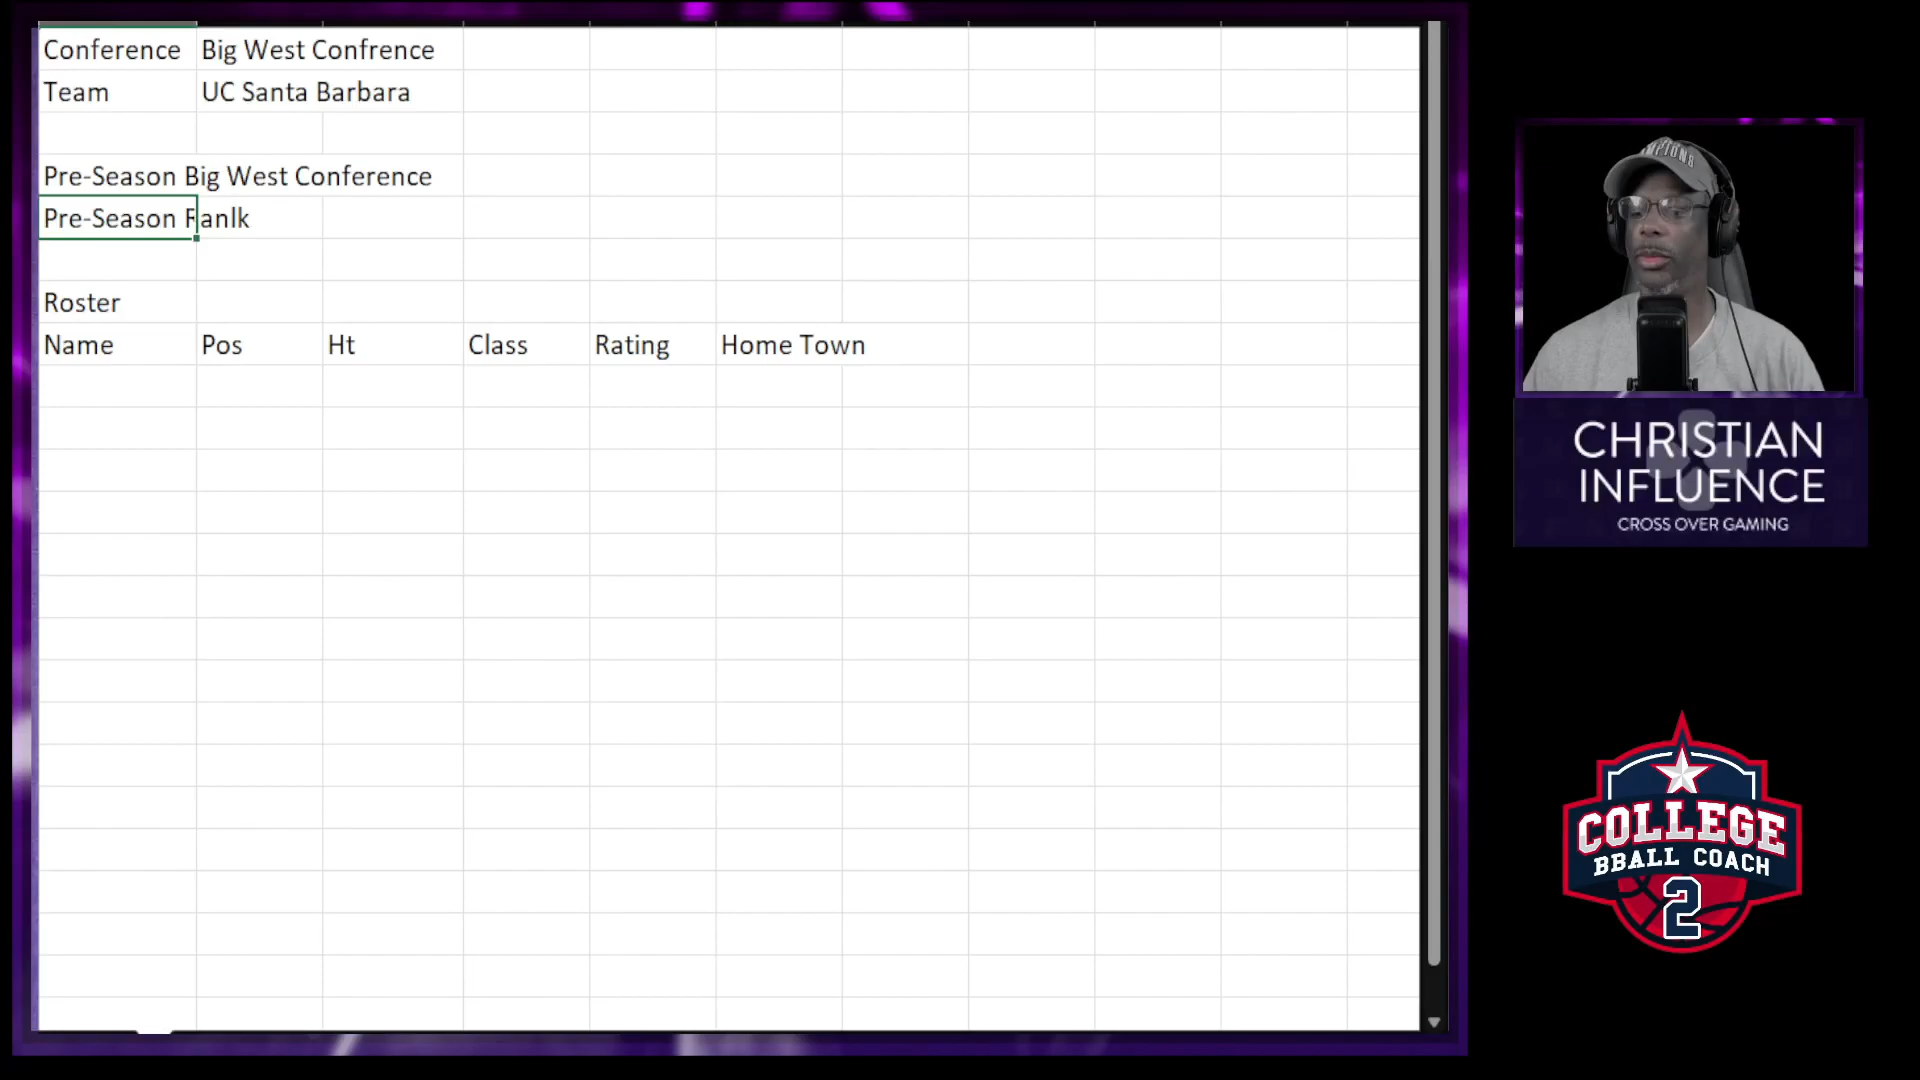 Conference Big West Confrence
Team UC Santa Barbara
Pre-Season Big West Conference
Pre-Season Ranlk
Roster
Name Pos Ht Class Rating Home Town
CHRISTIAN
INFLUENCE
CROSS OVER GAMING
COLLEGE
BBALL COACH
2